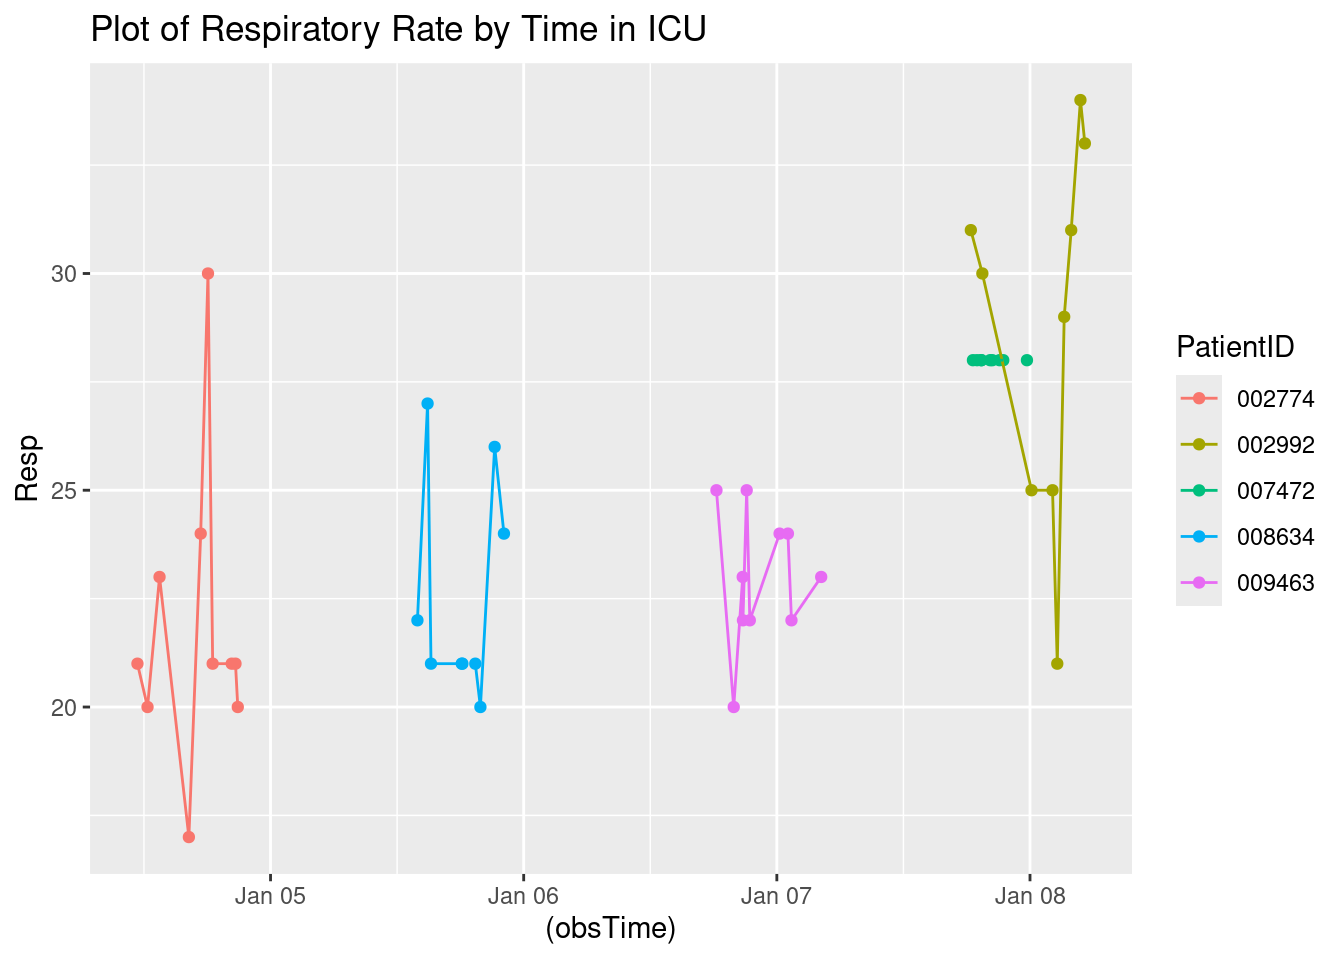 Plot of Respiratory Rate by Time in ICU
Resp
30
25
20
Jan 05
Jan 06
Jan 07
Jan 08
(obsTime)
PatientID
002774
002992
007472
008634
009463